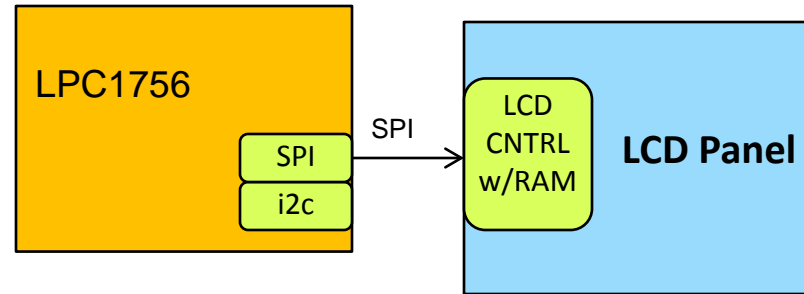 LPC1756
SPI
i2c
SPI
LCD
CNTRL
w/RAM
LCD Panel